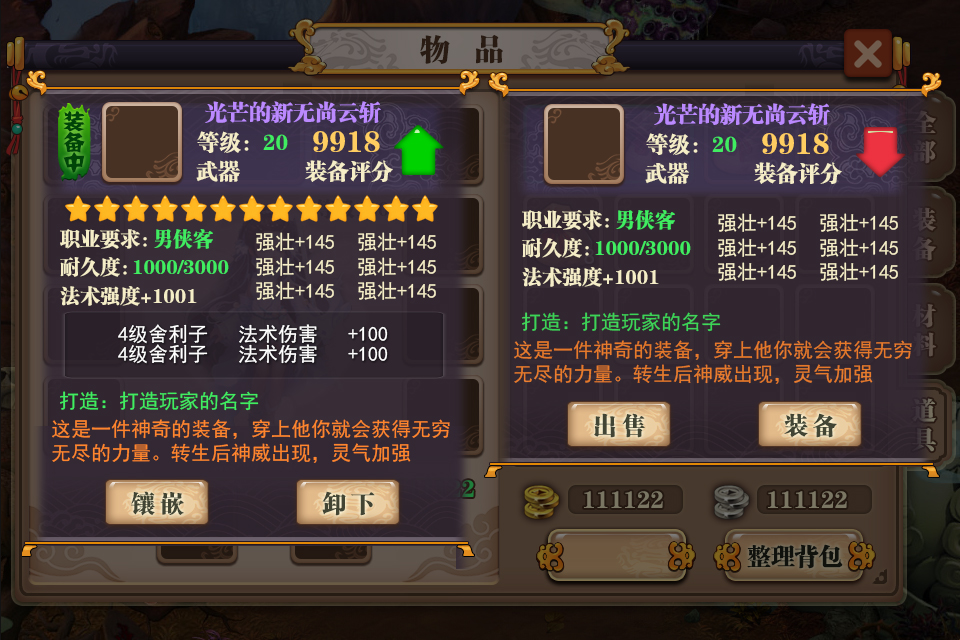 物 品
装备中
光芒的新无尚云斩
等级: 20 9918
武器 装备评分
职业要求: 男侠客
耐久度: 1000/3000
法术强度+1001
强壮+145 强壮+145
强壮+145 强壮+145
强壮+145 强壮+145
4级舍利子 法术伤害 +100
4级舍利子 法术伤害 +100
打造: 打造玩家的名字
这是一件神奇的装备，穿上他你就会获得无穷
无尽的力量。转生后神威出现，灵气加强
镶嵌 卸下
光芒的新无尚云斩
等级: 20 9918
武器 装备评分
职业要求: 男侠客
耐久度: 1000/3000
法术强度+1001
强壮+145 强壮+145
强壮+145 强壮+145
强壮+145 强壮+145
打造: 打造玩家的名字
这是一件神奇的装备，穿上他你就会获得无穷
无尽的力量。转生后神威出现，灵气加强
出售 装备
全部
装备
材料
道具
2
111122 111122
整理背包